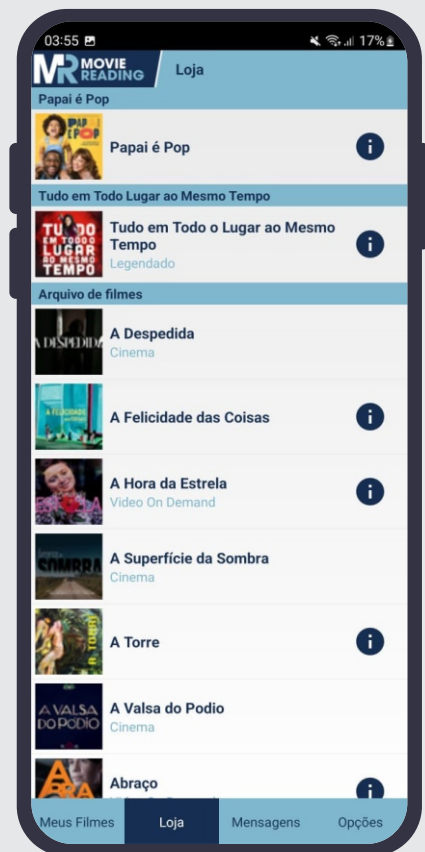 03:55 17%
MR MOVIE READING Loja
Papai é Pop
PAPAI É POP
Papai é Pop
Tudo em Todo Lugar ao Mesmo Tempo
TUDO
EM TODO O
LUGAR
AO MESMO
TEMPO
Tudo em Todo o Lugar ao Mesmo
Tempo
Legendado
Arquivo de filmes
A DESPEDIDA
A Despedida
Cinema
A FELICIDADE
A Felicidade das Coisas
A Hora da Estrela
Video On Demand
SOMBRA
A Superfície da Sombra
Cinema
A TORRE
A Torre
A VALSA
DO PÓDIO
A Valsa do Podio
Cinema
ABRA
Abraço
Meus Filmes Loja Mensagens Opções